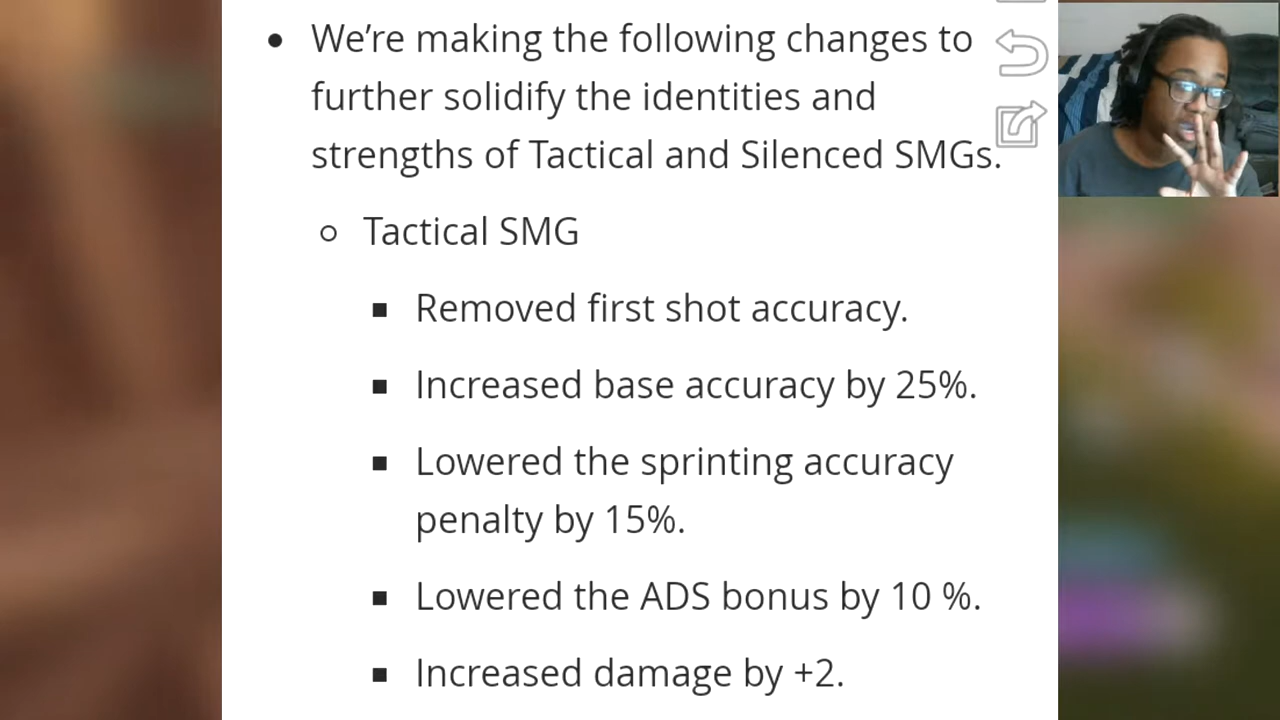 We’re making the following changes to
further solidify the identities and
strengths of Tactical and Silenced SMGs.
Tactical SMG
Removed first shot accuracy.
Increased base accuracy by 25%.
Lowered the sprinting accuracy
penalty by 15%.
Lowered the ADS bonus by 10 %.
Increased damage by +2.